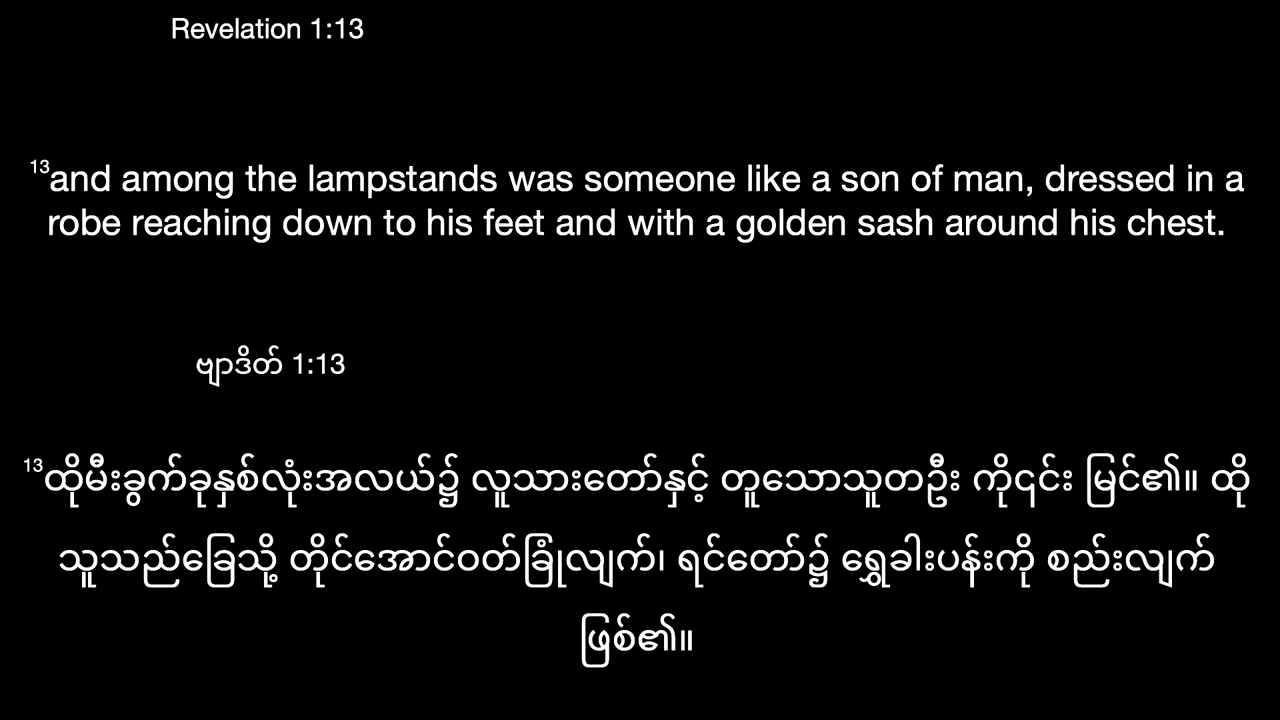 Revelation 1:13
13and among the lampstands was someone like a son of man, dressed in a
robe reaching down to his feet and with a golden sash around his chest.
ဗျာဒိတ် 1:13
13ထိုမီးခွက်ခုနှစ်လုံးအလယ်၌ လူသားတော်နှင့် တူသောသူတဦး ကို၎င်း မြင်၏။ ထို
သူသည်ခြေသို့ တိုင်အောင်ဝတ်ခြုံလျက်၊ ရင်တော်၌ ရွှေခါးပန်းကို စည်းလျက်
ဖြစ်၏။